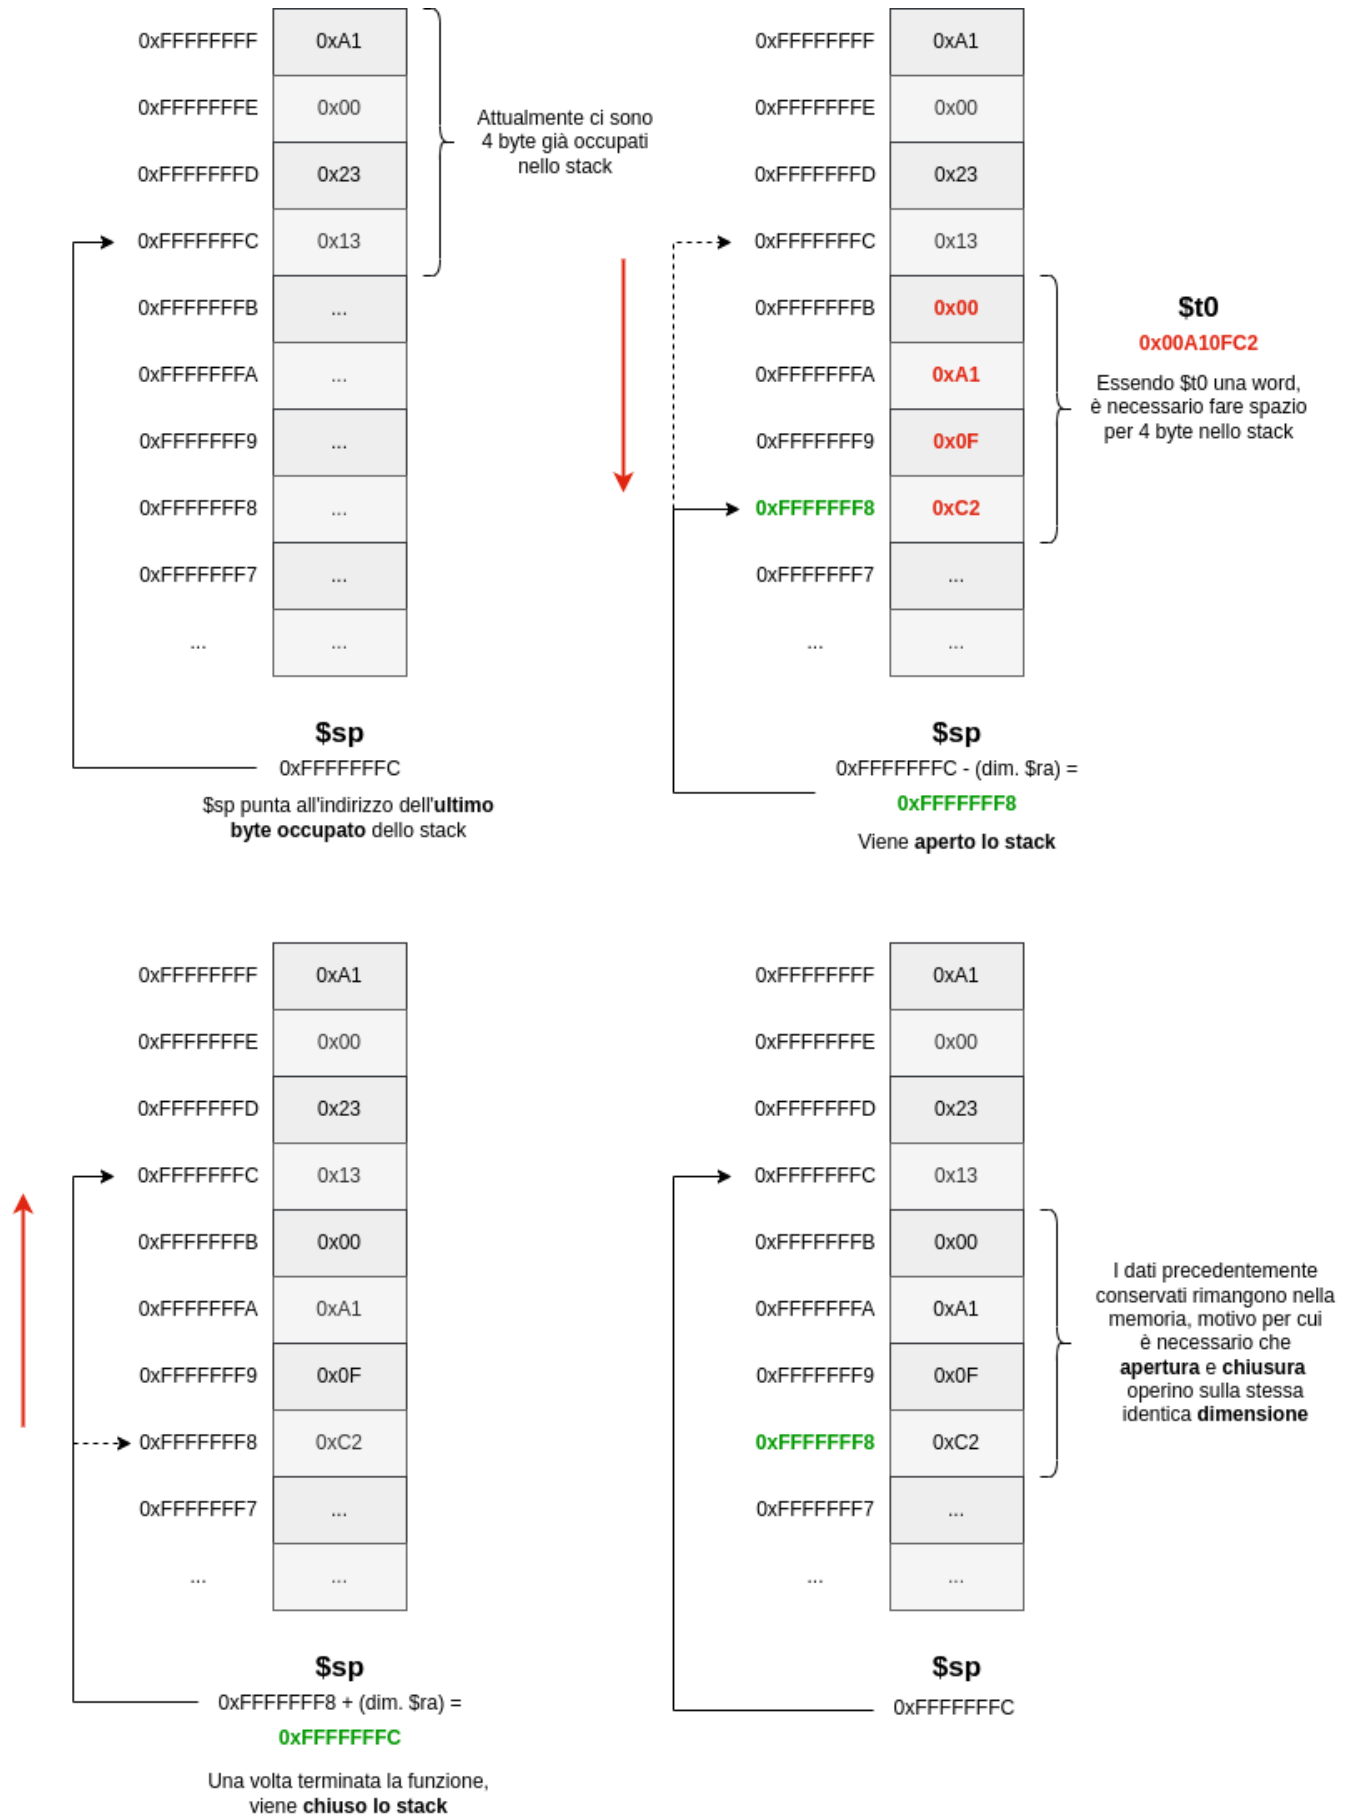 0xFFFFFFFF 0xA1
0xFFFFFFFE 0x00
0xFFFFFFFD 0x23
0xFFFFFFFC 0x13
0xFFFFFFFB ...
0xFFFFFFFA ...
0xFFFFFFF9 ...
0xFFFFFFF8 ...
0xFFFFFFF7 ...
... ...
Attualmente ci sono
4 byte già occupati
nello stack
$sp
0xFFFFFFFC
$sp punta all'indirizzo dell'ultimo
byte occupato dello stack
0xFFFFFFFF 0xA1
0xFFFFFFFE 0x00
0xFFFFFFFD 0x23
0xFFFFFFFC 0x13
0xFFFFFFFB 0x00
0xFFFFFFFA 0xA1
0xFFFFFFF9 0x0F
0xFFFFFFF8 0xC2
0xFFFFFFF7 ...
... ...
$t0
0x00A10FC2
Essendo $t0 una word,
è necessario fare spazio
per 4 byte nello stack
$sp
0xFFFFFFFC - (dim. $ra) =
0xFFFFFFF8
Viene aperto lo stack
0xFFFFFFFF 0xA1
0xFFFFFFFE 0x00
0xFFFFFFFD 0x23
0xFFFFFFFC 0x13
0xFFFFFFFB 0x00
0xFFFFFFFA 0xA1
0xFFFFFFF9 0x0F
0xFFFFFFF8 0xC2
0xFFFFFFF7 ...
... ...
$sp
0xFFFFFFF8 + (dim. $ra) =
0xFFFFFFFC
Una volta terminata la funzione,
viene chiuso lo stack
0xFFFFFFFF 0xA1
0xFFFFFFFE 0x00
0xFFFFFFFD 0x23
0xFFFFFFFC 0x13
0xFFFFFFFB 0x00
0xFFFFFFFA 0xA1
0xFFFFFFF9 0x0F
0xFFFFFFF8 0xC2
0xFFFFFFF7 ...
... ...
I dati precedentemente
conservati rimangono nella
memoria, motivo per cui
è necessario che
apertura e chiusura
operino sulla stessa
identica dimensione
$sp
0xFFFFFFFC